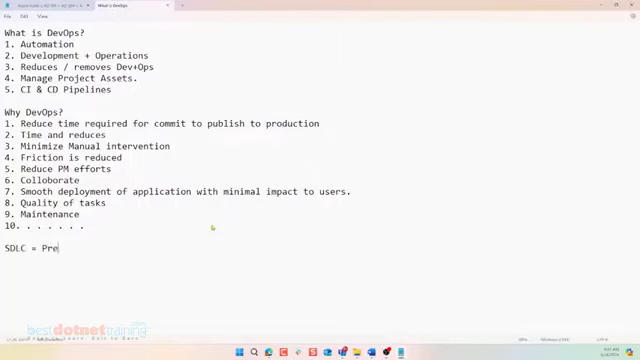 What is DevOps?
File Edit View
What is DevOps?
1. Automation
2. Development + Operations
3. Reduces / removes Dev+Ops
4. Manage Project Assets.
5. CI & CD Pipelines
Why DevOps?
1. Reduce time required for commit to publish to production
2. Time and reduces
3. Minimize Manual intervention
4. Friction is reduced
5. Reduce PM efforts
6. Colloborate
7. Smooth deployment of application with minimal impact to users.
8. Quality of tasks
9. Maintenance
10. . . . . . .
SDLC = Pre
bestdotnettraining